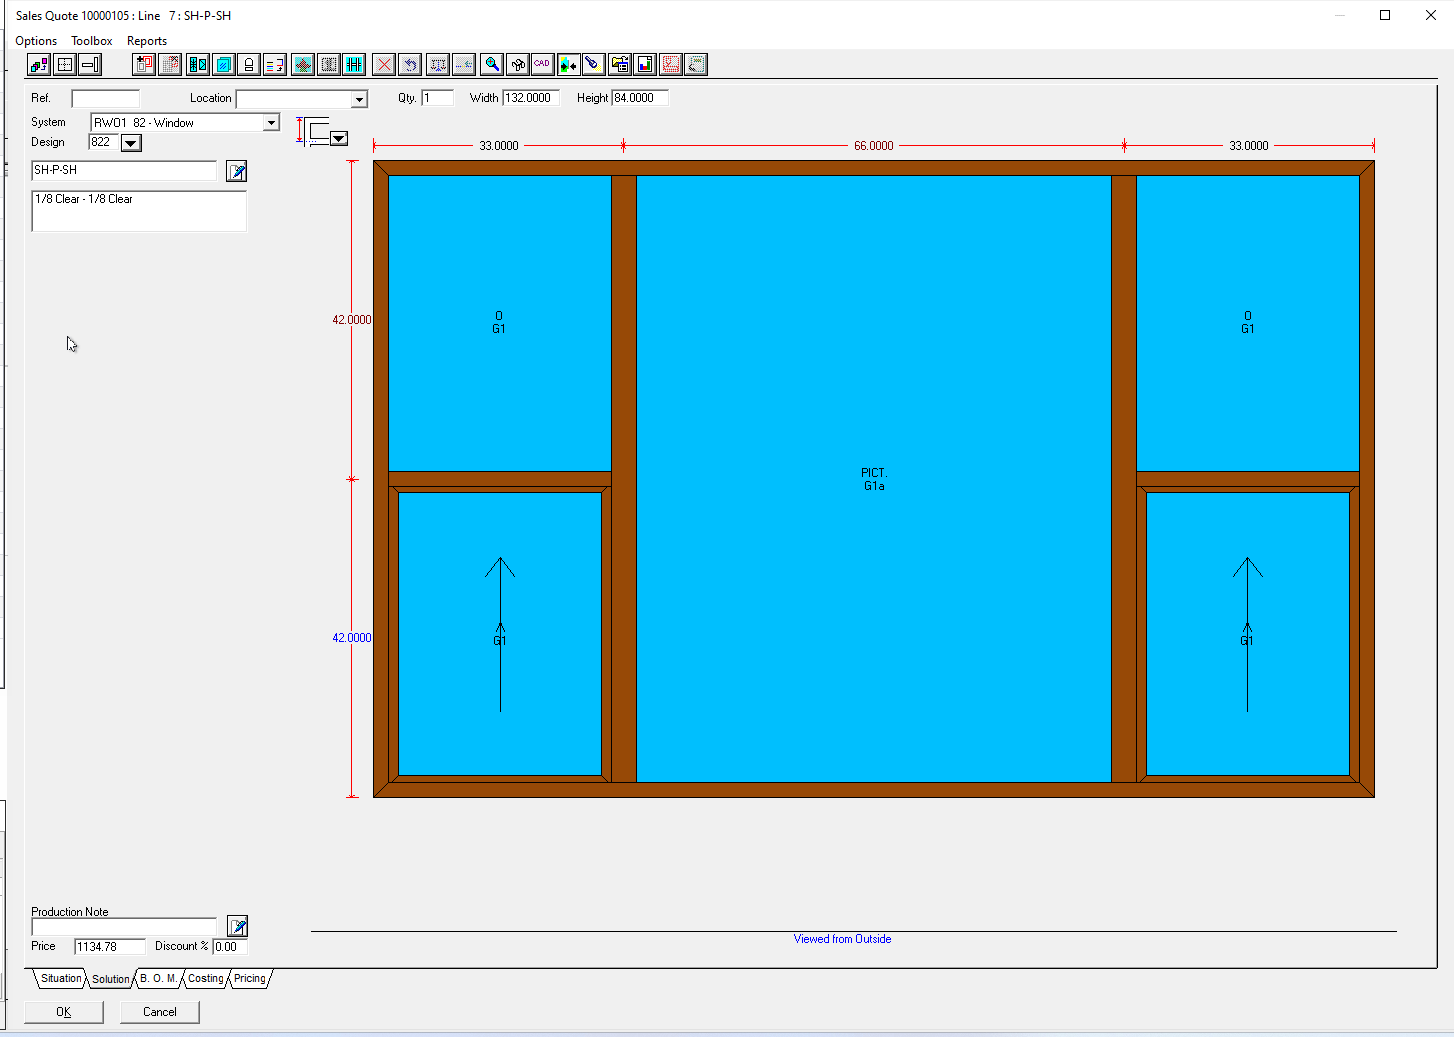 Sales Quote 10000105 : Line   7 : SH-P-SH
Options Toolbox Reports
CAD
Ref. Location Qty. 1 Width 132.0000 Height 84.0000
System RW01 82 - Window
Design 822
33.0000 66.0000 33.0000
SH-P-SH
1/8 Clear - 1/8 Clear
42.0000
O
G1
O
G1
PICT.
G1a
42.0000
G1
G1
Production Note
Price 1134.78 Discount % 0.00
Viewed from Outside
Situation Solution B. O. M. Costing Pricing
OK Cancel